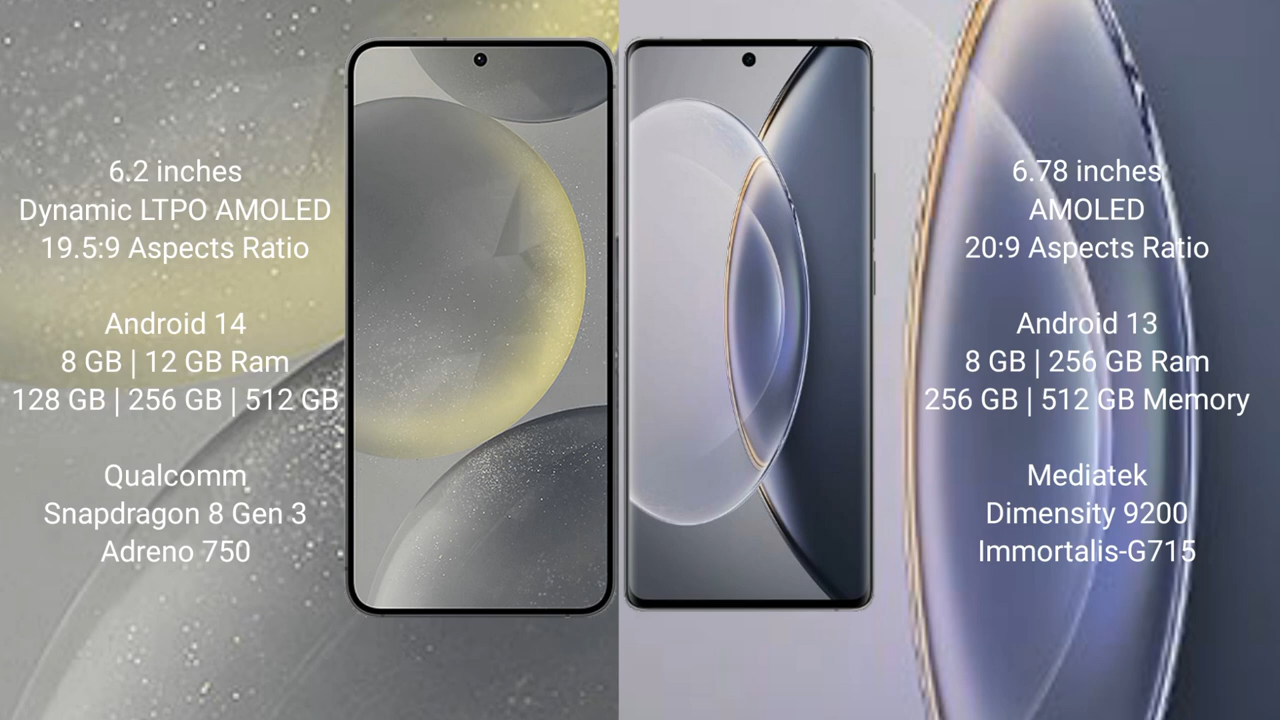 6.2 inches
Dynamic LTPO AMOLED
19.5:9 Aspects Ratio
Android 14
8 GB | 12 GB Ram
128 GB | 256 GB | 512 GB
Qualcomm
Snapdragon 8 Gen 3
Adreno 750
6.78 inches
AMOLED
20:9 Aspects Ratio
Android 13
8 GB | 256 GB Ram
256 GB | 512 GB Memory
Mediatek
Dimensity 9200
Immortalis-G715